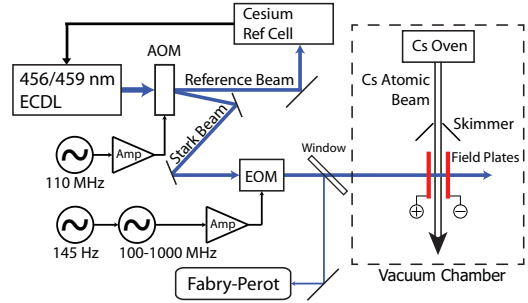 Cesium
Ref Cell
AOM
456/459 nm
ECDL
Reference Beam
Stark Beam
Amp
110 MHz
Window
EOM
Amp
145 Hz
100-1000 MHz
Fabry-Perot
Cs Oven
Cs Atomic
Beam
Skimmer
Field Plates
+
−
Vacuum Chamber